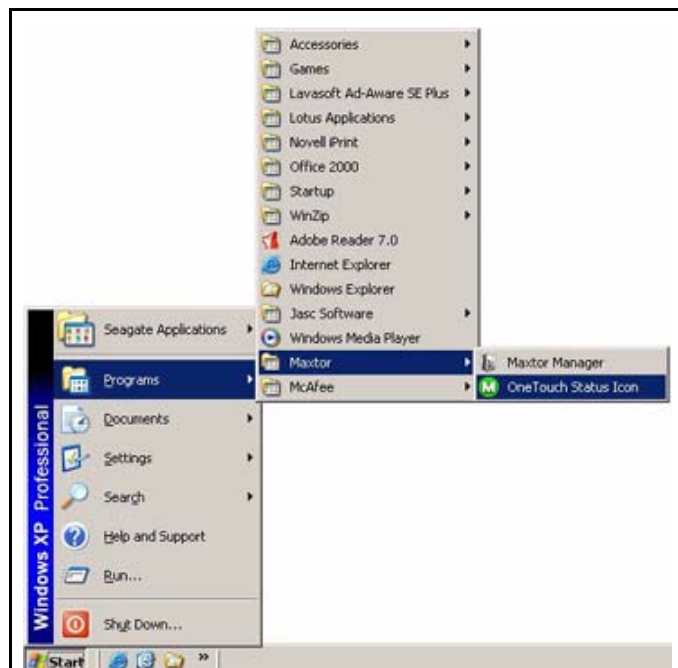 Accessories
Games
Lavasoft Ad-Aware SE Plus
Lotus Applications
Novell iPrint
Office 2000
Startup
WinZip
Adobe Reader 7.0
Internet Explorer
Windows Explorer
Jasc Software
Windows Media Player
Maxtor
McAfee
Maxtor Manager
OneTouch Status Icon
Seagate Applications
Programs
Documents
Settings
Search
Help and Support
Run...
Shut Down...
Windows XP Professional
Start
»